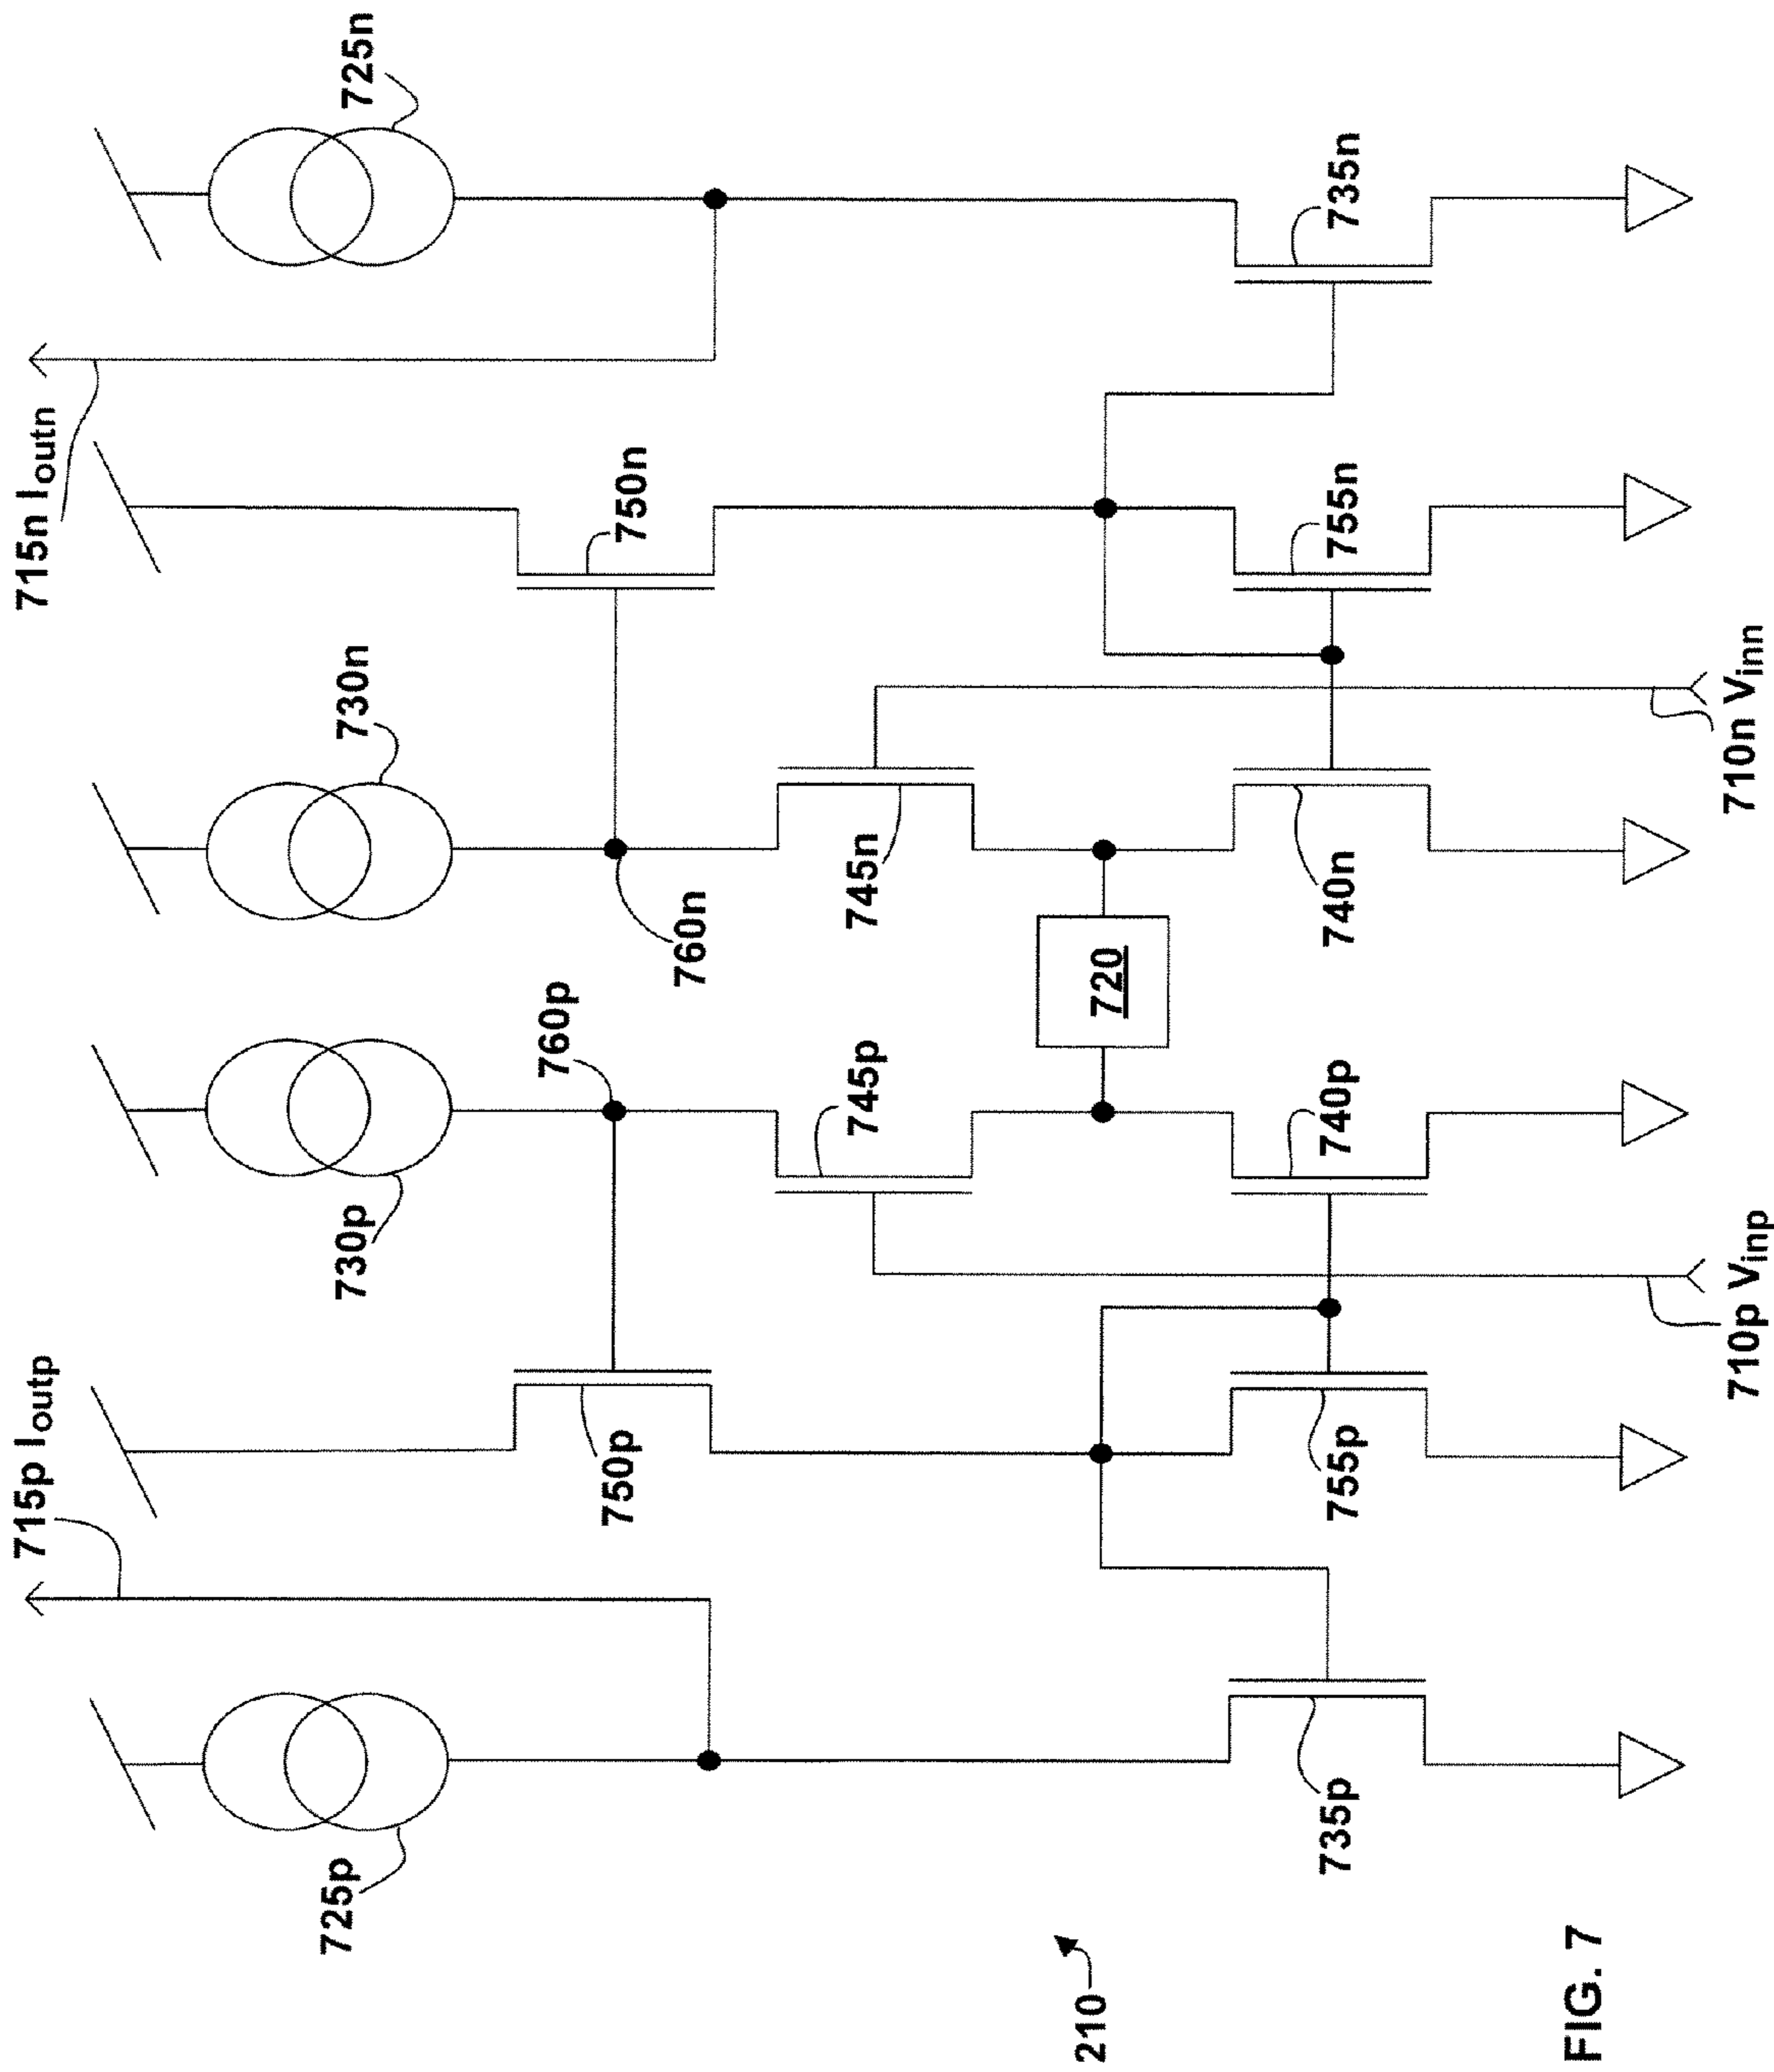 715p Ioutp
715n Ioutn
725p
730p
730n
725n
760p
750p
750n
760n
745p
745n
210
720
735p
755p
740p
740n
755n
735n
FIG. 7
710p Vinp
710n Vinn